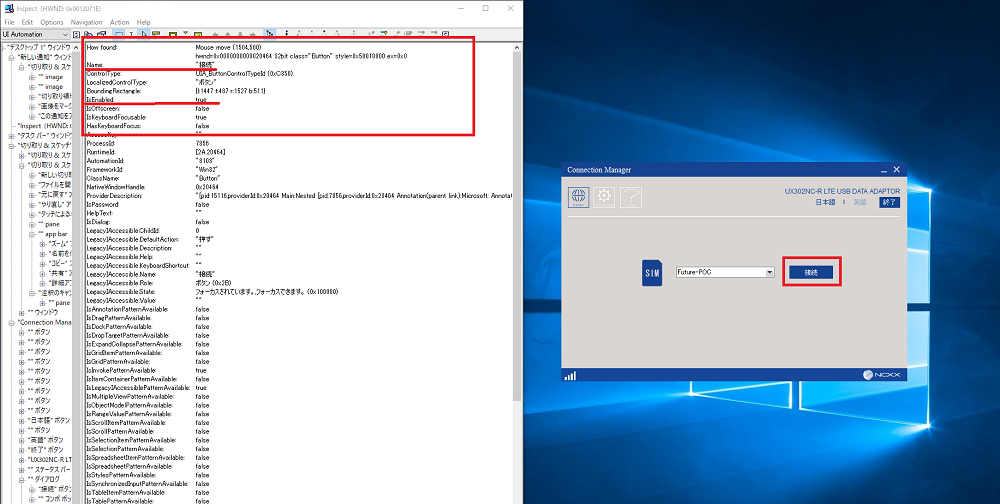 Inspect (HWND: 0x0012071E)
File Edit Options Navigation Action Help
UI Automation
"デスクトップ 1" ウィンドウ
"新しい通知" ウィンド
"切り取り & スケ
"" image
"" image
"切り取り領域
"画像をマーク
"この通知をア
"Inspect (HWND: 0
"タスク バー" ウィンドウ
"切り取り & スケッチ
"切り取り & スケッ
"切り取り & スケッ
"新しい切り取
"ファイルを開
"元に戻す" ア
"やり直し" ア
"タッチによる
"" pane
"" app bar
"ズーム" ア
"名前を付
"コピー" ア
"共有" ア
"詳細アプ
"注釈のキャン
"" pane
"" ウィンドウ
"Connection Mana
"" ボタン
"" ボタン
"" ボタン
"" ボタン
"" ボタン
"" ボタン
"" ボタン
"日本語" ボタン
"" ボタン
"英語" ボタン
"終了" ボタン
"UX302NC-R LT
"" ステータス バー
"" ダイアログ
"接続" ボタン
"" コンボ ボッ
How found: Mouse move (1504,500)
hwnd=0x0000000000020464 32bit class="Button" style=0x50010000 ex=0x0
Name: "接続"
ControlType: UIA_ButtonControlTypeId (0xC350)
LocalizedControlType: "ボタン"
BoundingRectangle: {l:1447 t:487 r:1527 b:511}
IsEnabled: true
IsOffscreen: false
IsKeyboardFocusable: true
HasKeyboardFocus: false
AccessKey: ""
ProcessId: 7856
RuntimeId: [2A.20464]
AutomationId: "3103"
FrameworkId: "Win32"
ClassName: "Button"
NativeWindowHandle: 0x20464
ProviderDescription: "[pid:15116,providerId:0x20464 Main:Nested [pid:7856,providerId:0x20464 Annotation(parent link):Microsoft: Annotat
IsPassword: false
HelpText: ""
IsDialog: false
LegacyIAccessible.ChildId: 0
LegacyIAccessible.DefaultAction: "押す"
LegacyIAccessible.Description: ""
LegacyIAccessible.Help: ""
LegacyIAccessible.KeyboardShortcut: ""
LegacyIAccessible.Name: "接続"
LegacyIAccessible.Role: ボタン (0x2B)
LegacyIAccessible.State: フォーカスされています。,フォーカスできます。 (0x100080)
LegacyIAccessible.Value: ""
IsAnnotationPatternAvailable: false
IsDragPatternAvailable: false
IsDockPatternAvailable: false
IsDropTargetPatternAvailable: false
IsExpandCollapsePatternAvailable: false
IsGridItemPatternAvailable: false
IsGridPatternAvailable: false
IsInvokePatternAvailable: true
IsItemContainerPatternAvailable: false
IsLegacyIAccessiblePatternAvailable: true
IsMultipleViewPatternAvailable: false
IsObjectModelPatternAvailable: false
IsRangeValuePatternAvailable: false
IsScrollItemPatternAvailable: false
IsScrollPatternAvailable: false
IsSelectionItemPatternAvailable: false
IsSelectionPatternAvailable: false
IsSpreadsheetItemPatternAvailable: false
IsSpreadsheetPatternAvailable: false
IsStylesPatternAvailable: false
IsSynchronizedInputPatternAvailable: false
IsTableItemPatternAvailable: false
IsTablePatternAvailable: false
Connection Manager
UX302NC-R LTE USB DATA ADAPTOR
日本語 | 英語 終了
SIM
Future-POC
接続
NCXX